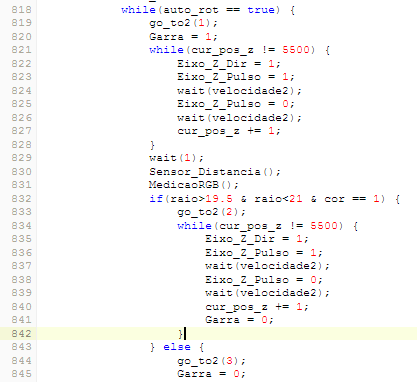 818 while(auto_rot == true) {
819 go_to2(1);
820 Garra = 1;
821 while(cur_pos_z != 5500) {
822 Eixo_Z_Dir = 1;
823 Eixo_Z_Pulso = 1;
824 wait(velocidade2);
825 Eixo_Z_Pulso = 0;
826 wait(velocidade2);
827 cur_pos_z += 1;
828 }
829 wait(1);
830 Sensor_Distancia();
831 MedicaoRGB();
832 if(raio>19.5 & raio<21 & cor == 1) {
833 go_to2(2);
834 while(cur_pos_z != 5500) {
835 Eixo_Z_Dir = 1;
836 Eixo_Z_Pulso = 1;
837 wait(velocidade2);
838 Eixo_Z_Pulso = 0;
839 wait(velocidade2);
840 cur_pos_z += 1;
841 Garra = 0;
842 }
843 } else {
844 go_to2(3);
845 Garra = 0;